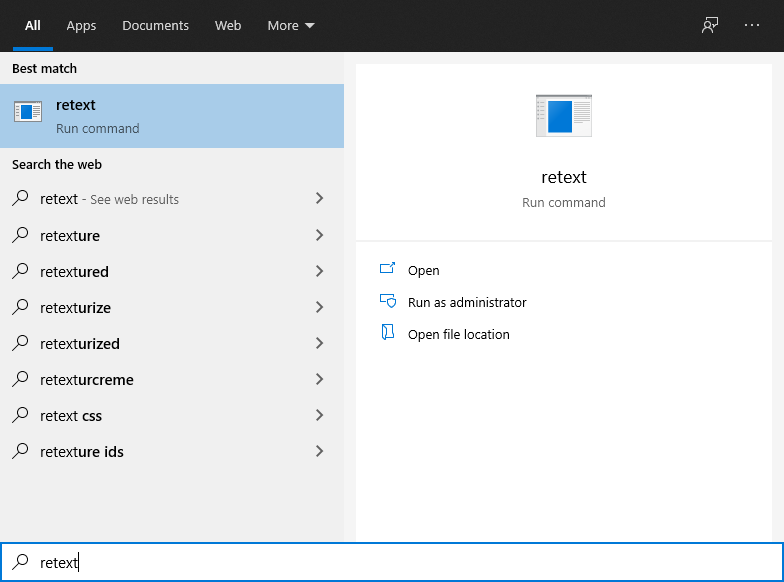 All Apps Documents Web More
Best match
retext
Run command
Search the web
retext - See web results
retexture
retextured
retexturize
retexturized
retexturcreme
retext css
retexture ids
retext
Run command
Open
Run as administrator
Open file location
retext